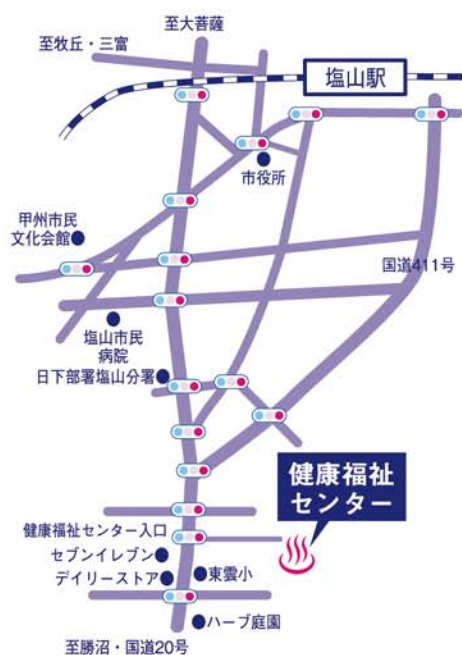 至大菩薩
至牧丘・三富
塩山駅
市役所
甲州市民
文化会館
国道411号
塩山市民
病院
日下部署塩山分署
健康福祉
センター
健康福祉センター入口
セブンイレブン
デイリーストア
東雲小
ハーブ庭園
至勝沼・国道20号